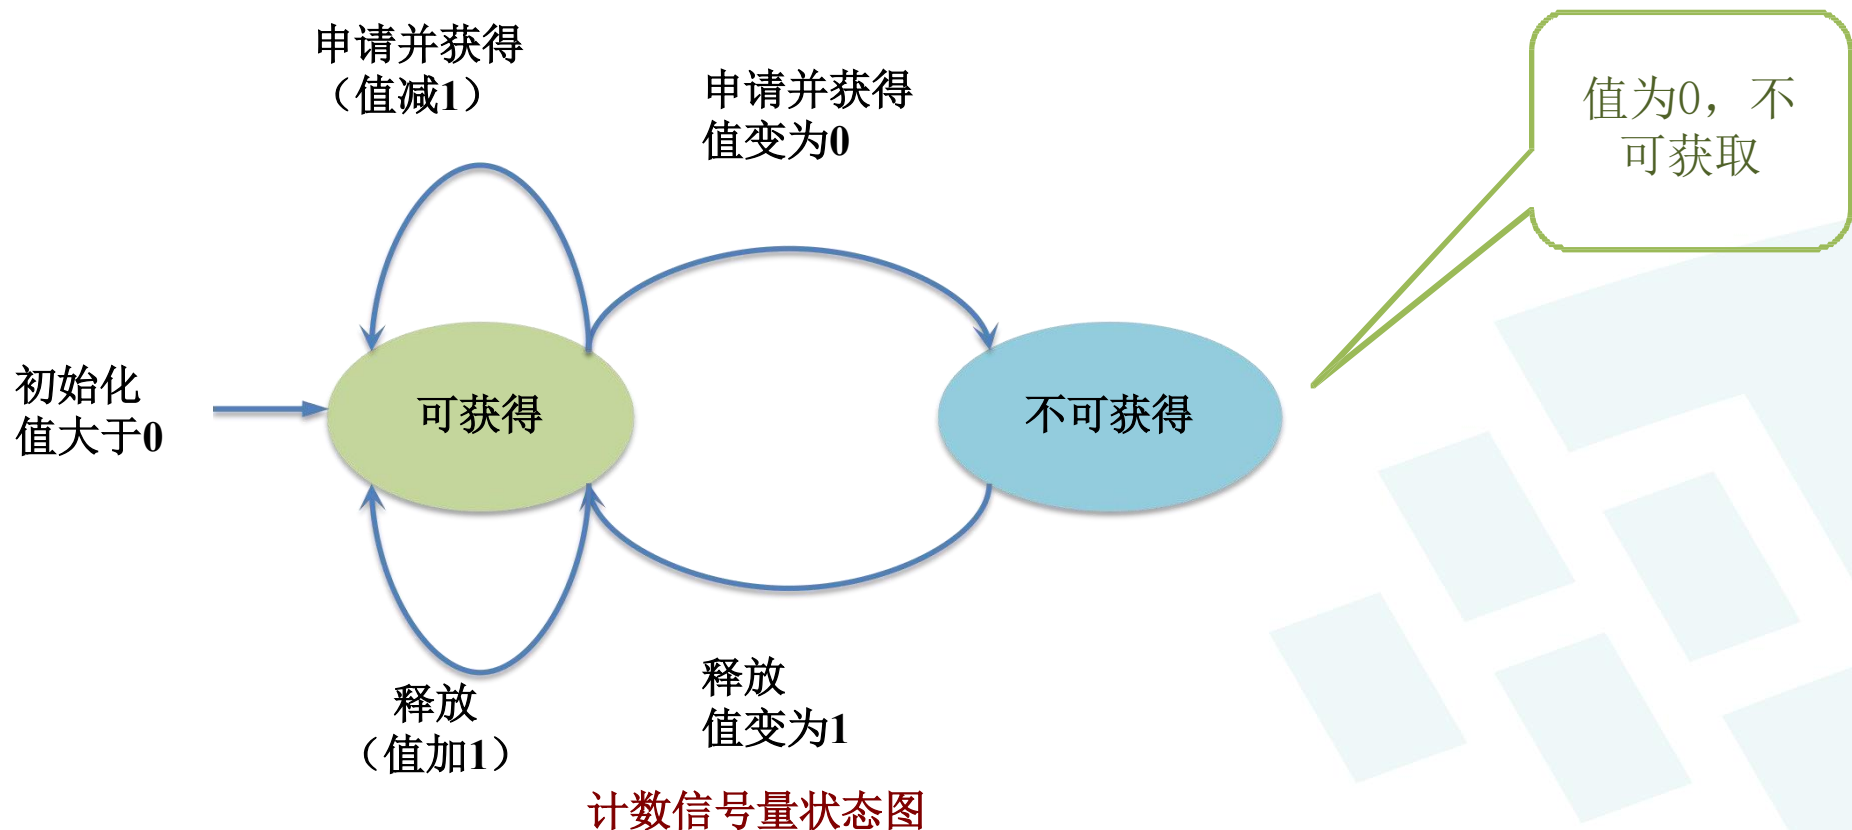 申请并获得
（值减1）
申请并获得
值变为0
值为0，不
可获取
初始化
值大于0
可获得
不可获得
释放
（值加1）
释放
值变为1
计数信号量状态图